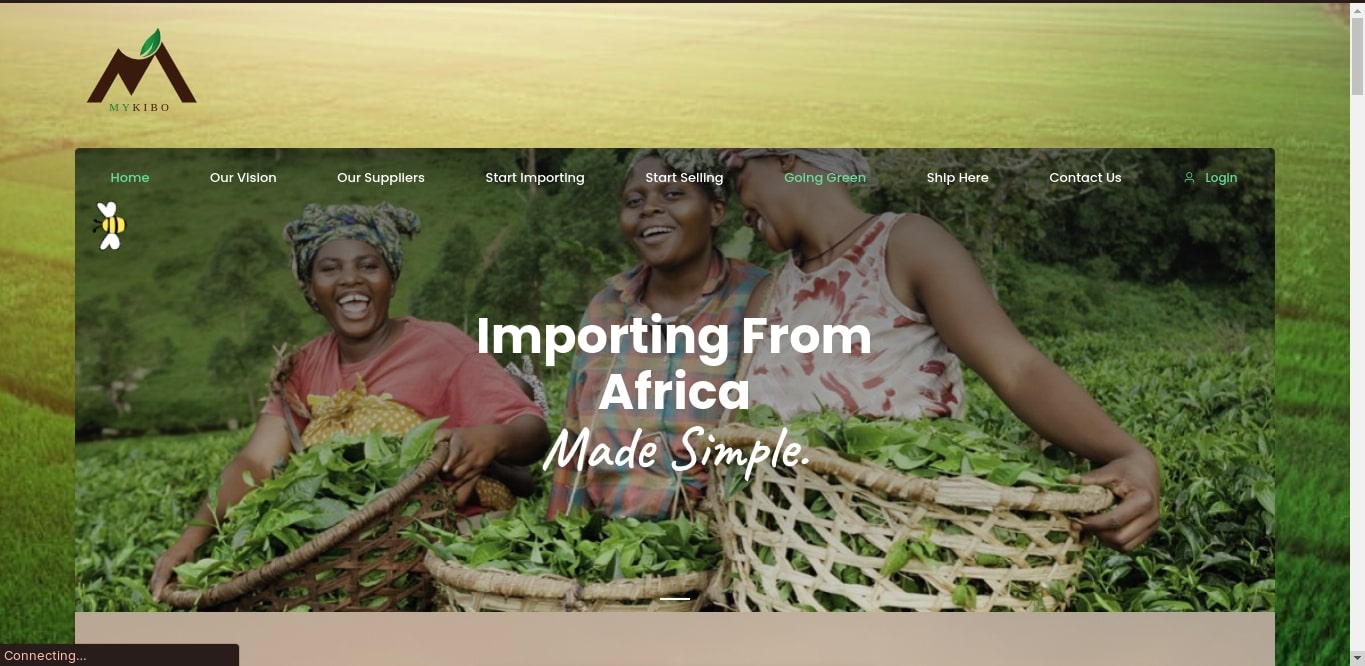 MYKIBO
Home Our Vision Our Suppliers Start Importing Start Selling Going Green Ship Here Contact Us Login
Importing From
Africa
Made Simple.
Connecting...